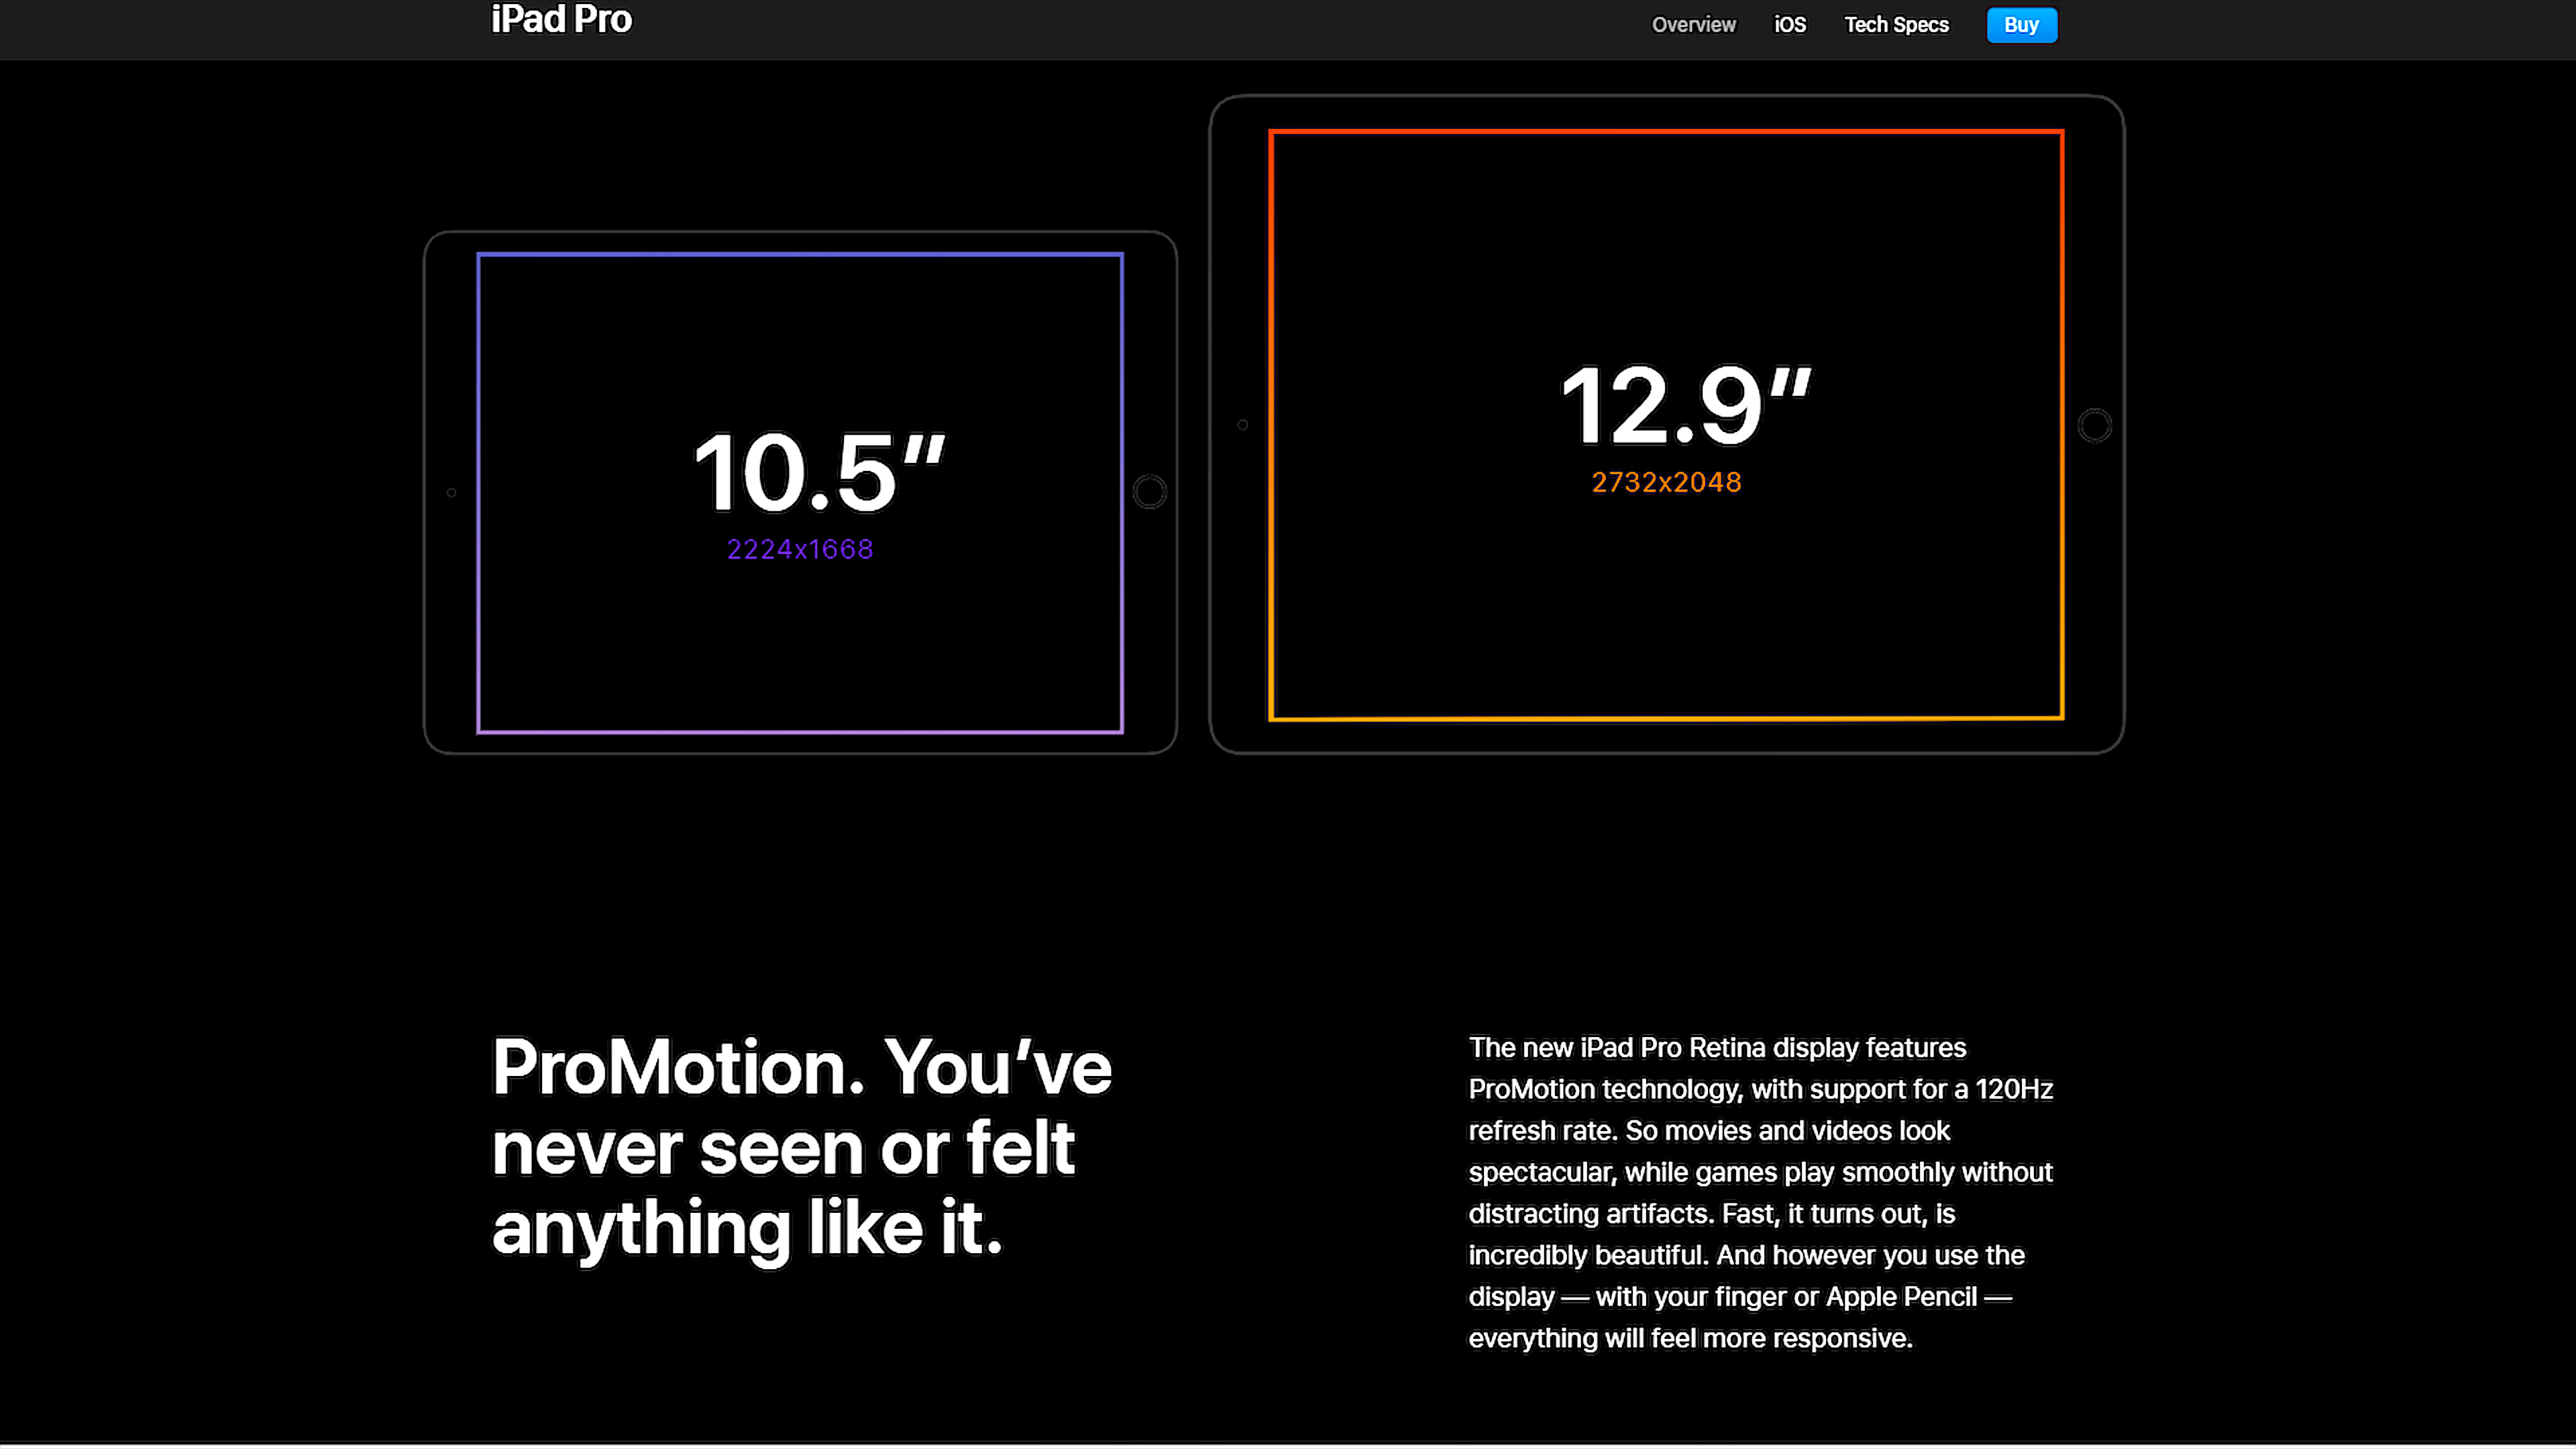 iPad Pro
Overview iOS Tech Specs Buy
10.5″
2224x1668
12.9″
2732x2048
ProMotion. You‘ve
never seen or felt
anything like it.
The new iPad Pro Retina display features
ProMotion technology, with support for a 120Hz
refresh rate. So movies and videos look
spectacular, while games play smoothly without
distracting artifacts. Fast, it turns out, is
incredibly beautiful. And however you use the
display — with your finger or Apple Pencil —
everything will feel more responsive.